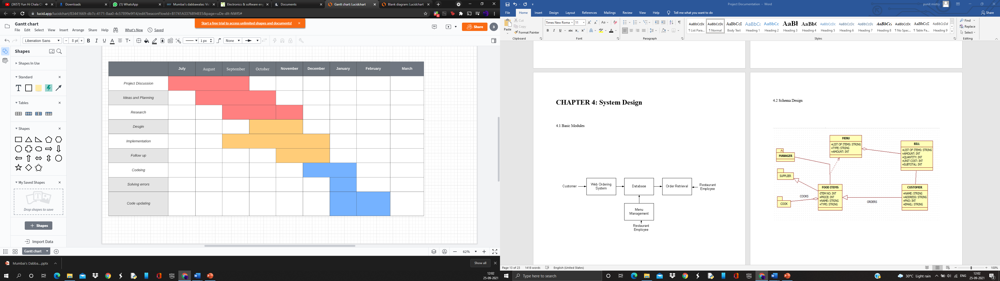 (3657) Yun Hi Chala Ch
Downloads
(1) WhatsApp
Mumbai's dabbawalas: Vic
Electronics & software eng
Documents
Gantt chart: Lucidchart
Blank diagram: Lucidchart
lucid.app/lucidchart/83441669-db7c-4171-8aa0-4c57899e9f14/edit?beaconFlowId=B1741A3376B94EE5&page=uDe-dIt-NWfS#
Gantt chart
Start a free trial to access unlimited shapes and documents!
File Edit Select View Insert Arrange Share Help What's New Saved
Share 3
Liberation Sans 8 pt B I U A T 1 px None
Shapes
Shapes In Use
Standard
Tables
Shapes
My Saved Shapes
Drop shapes to save
+ Shapes
Import Data
July August September October November December January February March
Project Discussion
Ideas and Planning
Research
Desgin
Implementation
Follow up
Codeing
Solving errors
Code updating
Gantt chart
62%
Mumbai's Dabba....pptx
Show all
12:02
25-09-2021
Project Documentation - Word
punit mistry
File Home Insert Design Layout References Mailings Review View Help Tell me what you want to do
Share
Paste
Cut
Copy
Format Painter
Clipboard
Times New Roma 11
Font
Paragraph
AaBbCcDc AaBbCcDc AaBbCcI AaBbCc AaBbCc AaBl AaBb( AaBbCcDc AaBbCcDc AaBbCcDc AaBbCc AaBbCcDc AaBbCcI AaBbCcDd
¶ List Para... ¶ Normal Body Text Heading 1 Heading 2 Heading 3 Heading 4 Heading 5 Heading 6 Heading 7 Heading 8 ¶ No Spac... ¶ Table Pa... Heading 9
Styles
Find
Replace
Select
Editing
CHAPTER 4: System Design
4.1 Basic Modules
Customer
Web Ordering
System
Database
Order Retrieval
Restaurant
Employee
Menu
Management
Restaurant
Employee
4.2 Schema Design
MENU
+LIST OF ITEMS: STRING
+TYPE: STRING
+AMOUNT: INT
BILL
+LIST OF ITEMS: STRING
+AMOUNT: INT
+QUANTITY: INT
+UNIT COST: INT
+SUBTOTAL: INT
MANAGER
SUPPLIER
COOK
COOKS
FOOD ITEMS
-ITEM NO: INT
+PRICE: INT
+NAME: STRING
+TYPE: STRING
ORDERS
CUSTOMER
+NAME: STRING
+ADDRESS: STRING
+PNO: INT
+EMAIL: STRING
Page 13 of 23 1418 words English (United States)
100%
Type here to search
30°C Light rain
ENG
12:02
25-09-2021